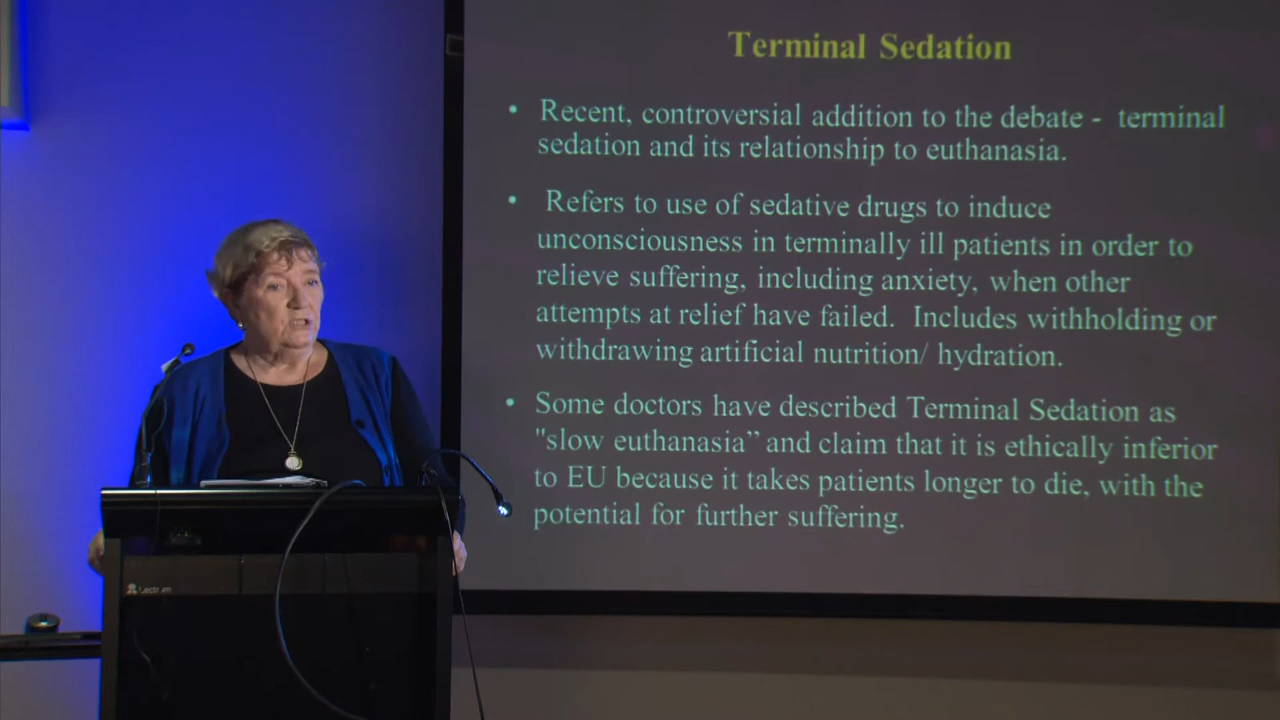 Terminal Sedation
• Recent, controversial addition to the debate - terminal
sedation and its relationship to euthanasia.
• Refers to use of sedative drugs to induce
unconsciousness in terminally ill patients in order to
relieve suffering, including anxiety, when other
attempts at relief have failed. Includes withholding or
withdrawing artificial nutrition/ hydration.
• Some doctors have described Terminal Sedation as
"slow euthanasia” and claim that it is ethically inferior
to EU because it takes patients longer to die, with the
potential for further suffering.